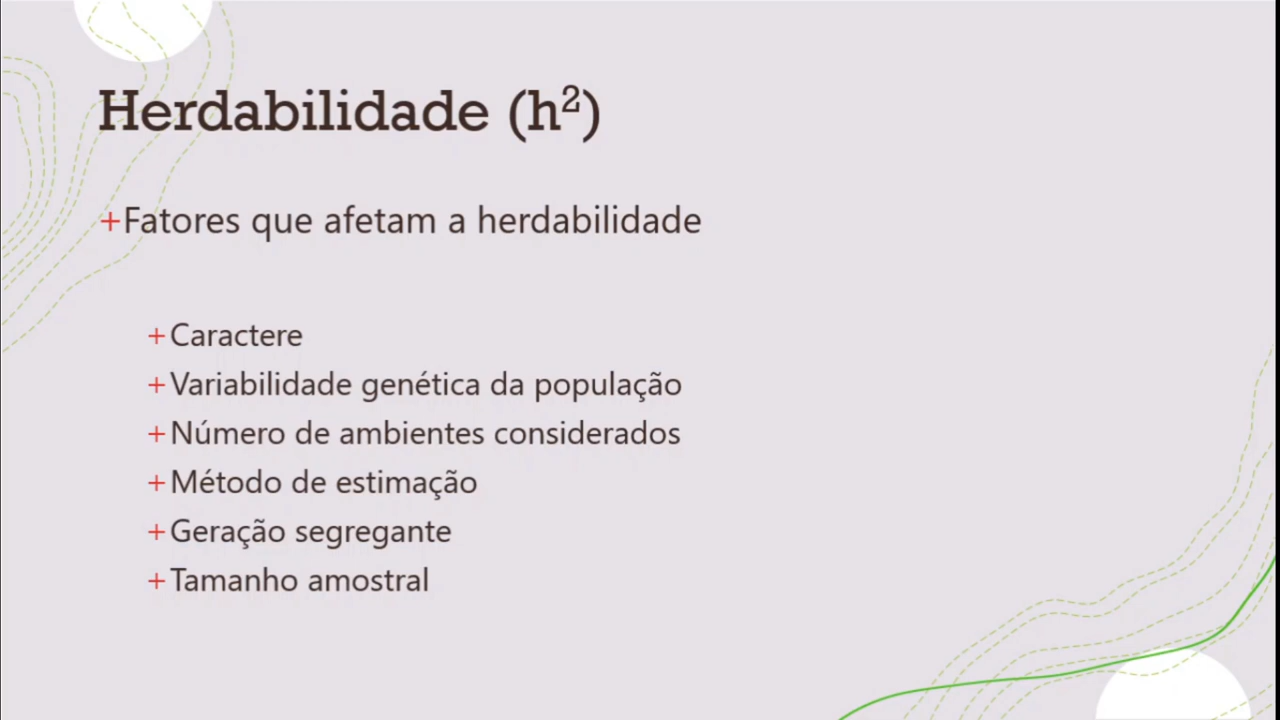 Herdabilidade (h²)
+Fatores que afetam a herdabilidade
+Caractere
+Variabilidade genética da população
+Número de ambientes considerados
+Método de estimação
+Geração segregante
+Tamanho amostral